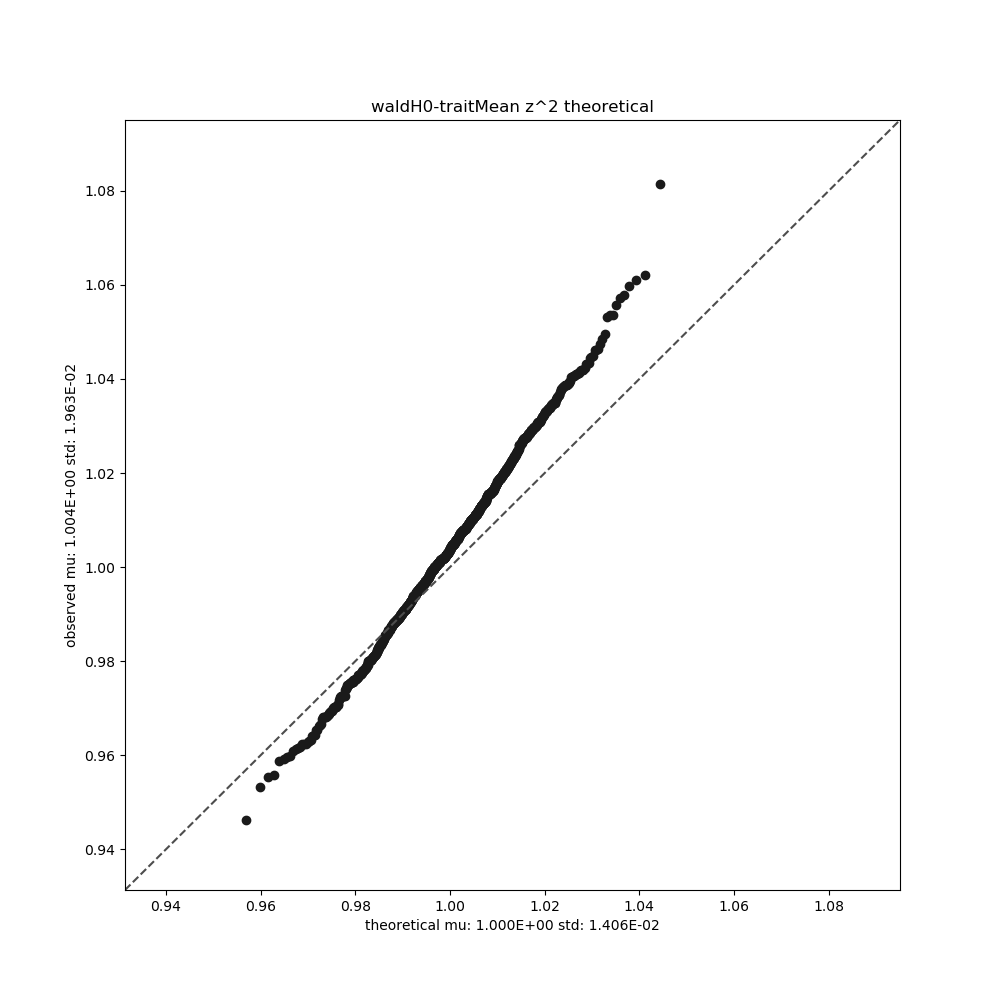 waldH0-traitMean z^2 theoretical
1.08
1.06
1.04
1.02
1.00
0.98
0.96
0.94
observed mu: 1.004E+00 std: 1.963E-02
0.94 0.96 0.98 1.00 1.02 1.04 1.06 1.08
theoretical mu: 1.000E+00 std: 1.406E-02